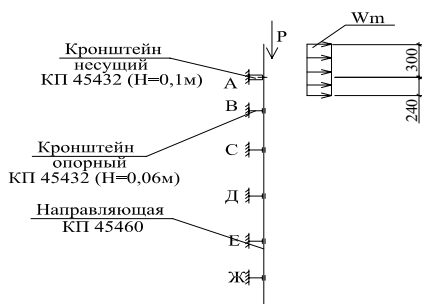 Wm
P
Кронштейн
несущий
КП 45432 (Н=0,1м)
А
300
В
240
Кронштейн
опорный
КП 45432 (Н=0,06м)
С
Д
Направляющая
КП 45460
Е
Ж